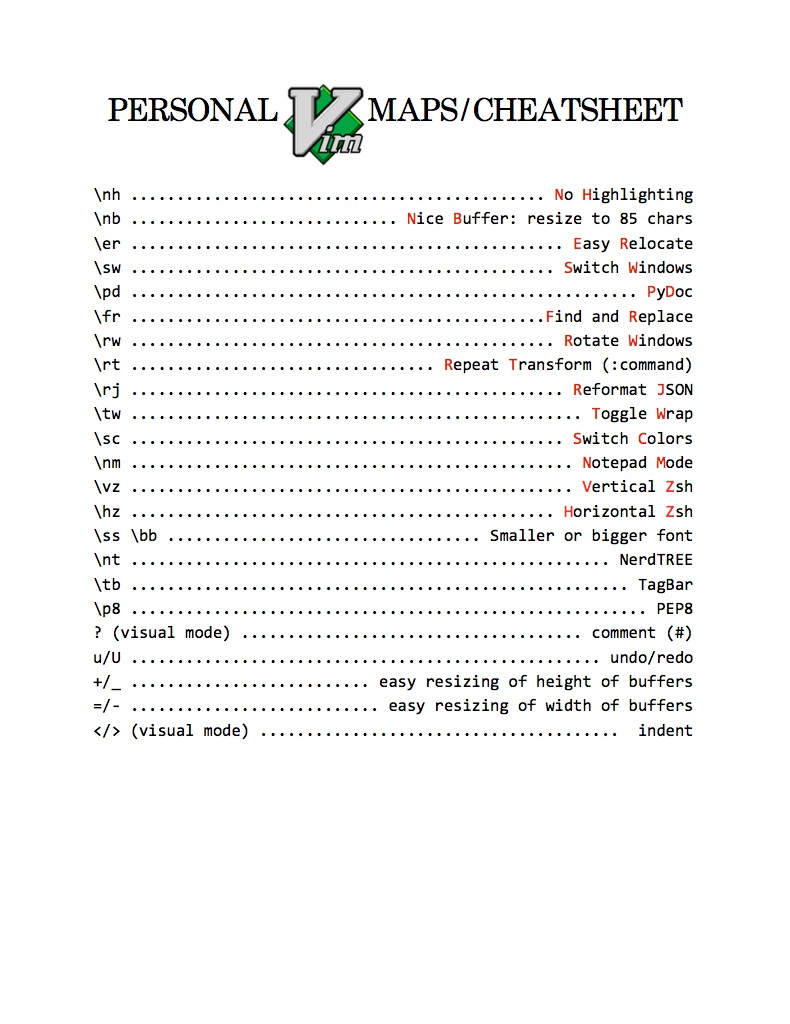 PERSONAL Vim MAPS/CHEATSHEET
\nh ............................................. No Highlighting
\nb ............................. Nice Buffer: resize to 85 chars
\er ............................................... Easy Relocate
\sw .............................................. Switch Windows
\pd ....................................................... PyDoc
\fr .............................................Find and Replace
\rw ............................................... Rotate Windows
\rt ................................. Repeat Transform (:command)
\rj ............................................... Reformat JSON
\tw ................................................. Toggle Wrap
\sc ............................................... Switch Colors
\nm ................................................ Notepad Mode
\vz ................................................ Vertical Zsh
\hz .............................................. Horizontal Zsh
\ss \bb .................................. Smaller or bigger font
\nt .................................................... NerdTREE
\tb ...................................................... TagBar
\p8 ........................................................ PEP8
? (visual mode) ..................................... comment (#)
u/U ................................................... undo/redo
+/_ .......................... easy resizing of height of buffers
=/- ........................... easy resizing of width of buffers
</> (visual mode) .......................................  indent